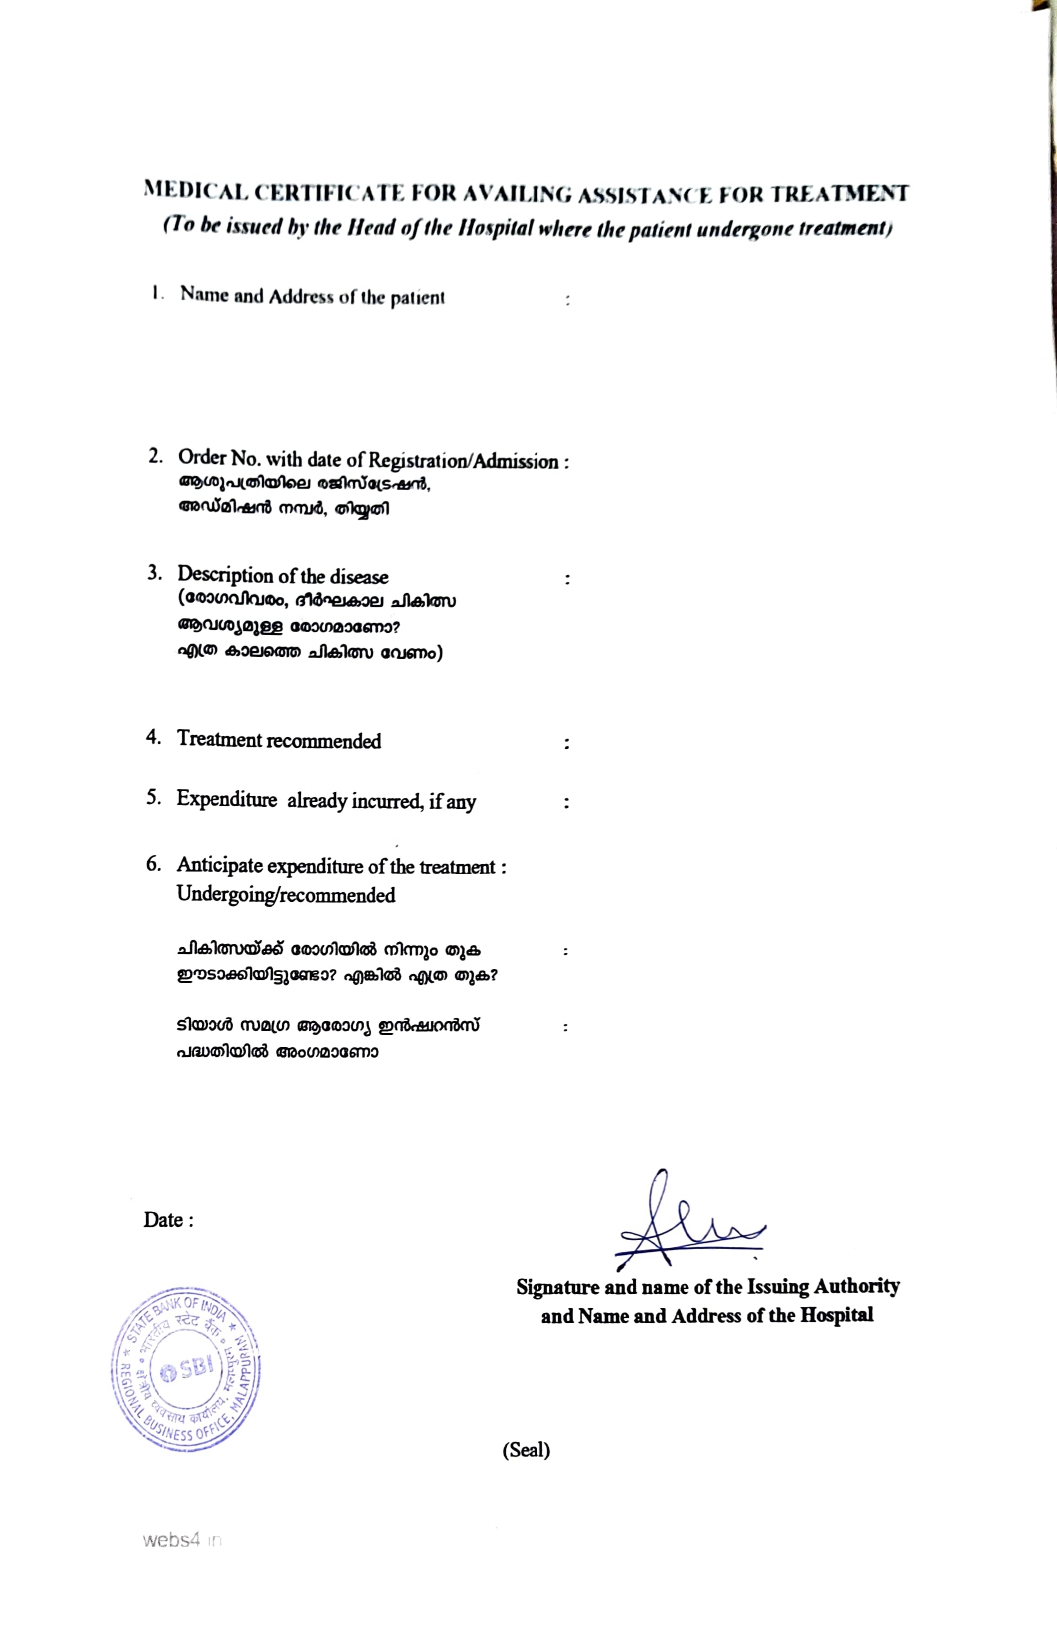 MEDICAL CERTIFICATE FOR AVAILING ASSISTANCE FOR TREATMENT
(To be issued by the Head of the Hospital where the patient undergone treatment)
1. Name and Address of the patient :
2. Order No. with date of Registration/Admission :
ആശുപത്രിയിലെ രജിസ്ട്രേഷൻ,
അഡ്മിഷൻ നമ്പർ, തിയ്യതി
3. Description of the disease :
(രോഗവിവരം, ദീർഘകാല ചികിത്സ
ആവശ്യമുള്ള രോഗമാണോ?
എത്ര കാലത്തെ ചികിത്സ വേണം)
4. Treatment recommended :
5. Expenditure already incurred, if any :
6. Anticipate expenditure of the treatment :
Undergoing/recommended
ചികിത്സയ്ക്ക് രോഗിയിൽ നിന്നും തുക :
ഈടാക്കിയിട്ടുണ്ടോ? എങ്കിൽ എത്ര തുക?
ടിയാൾ സമഗ്ര ആരോഗ്യ ഇൻഷുറൻസ് :
പദ്ധതിയിൽ അംഗമാണോ
Date :
Signature and name of the Issuing Authority
and Name and Address of the Hospital
STATE BANK OF INDIA
भारतीय स्टेट बैंक
SBI
क्षेत्रीय व्यवसाय कार्यालय, मलप्पुरम
REGIONAL BUSINESS OFFICE, MALAPPURAM
(Seal)
webs4 in